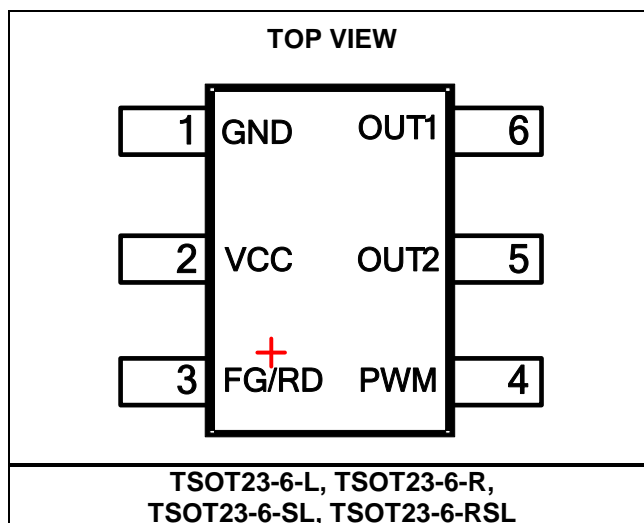 TOP VIEW
1 GND OUT1 6
2 VCC OUT2 5
3 FG/RD PWM 4
TSOT23-6-L, TSOT23-6-R,
TSOT23-6-SL, TSOT23-6-RSL